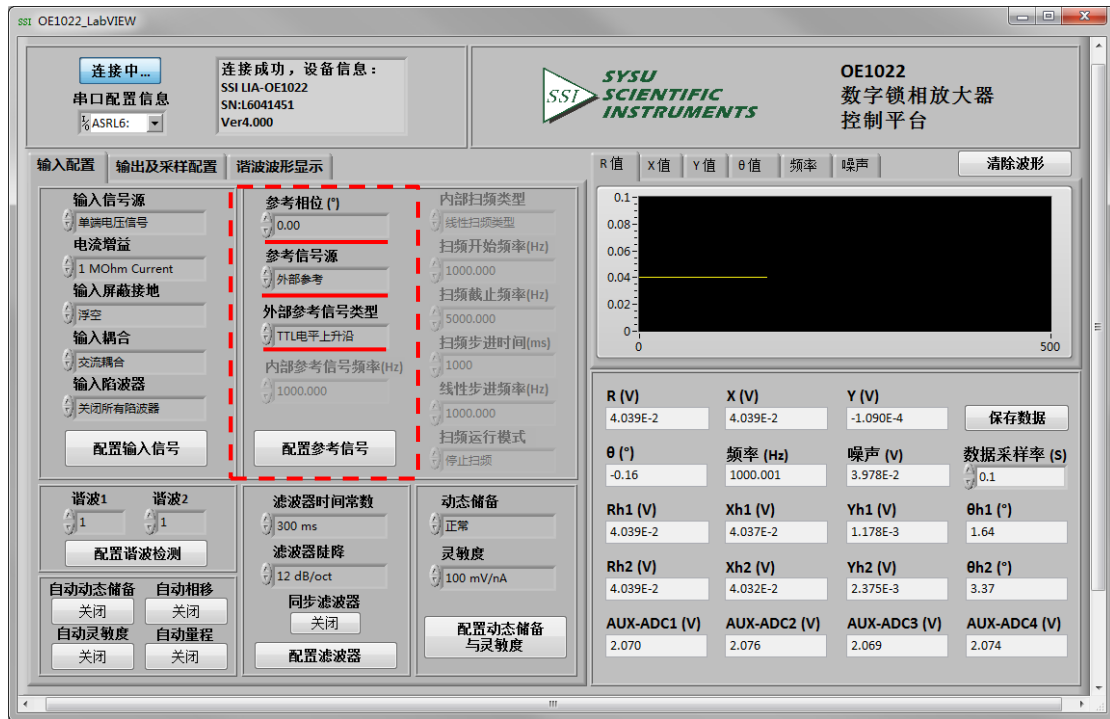 SSI OE1022_LabVIEW
连接中...
串口配置信息
ASRL6:
连接成功，设备信息：
SSI LIA-OE1022
SN:L6041451
Ver4.000
SSI
SYSU
SCIENTIFIC
INSTRUMENTS
OE1022
数字锁相放大器
控制平台
输入配置 输出及采样配置 谐波波形显示
输入信号源
单端电压信号
电流增益
1 MOhm Current
输入屏蔽接地
浮空
输入耦合
交流耦合
输入陷波器
关闭所有陷波器
配置输入信号
参考相位 (°)
0.00
参考信号源
外部参考
外部参考信号类型
TTL电平上升沿
内部参考信号频率(Hz)
1000.000
配置参考信号
内部扫频类型
线性扫频类型
扫频开始频率(Hz)
1000.000
扫频截止频率(Hz)
5000.000
扫频步进时间(ms)
1000
线性步进频率(Hz)
1000.000
扫频运行模式
停止扫频
谐波1 谐波2
1 1
配置谐波检测
自动动态储备 自动相移
关闭 关闭
自动灵敏度 自动量程
关闭 关闭
滤波器时间常数
300 ms
滤波器陡降
12 dB/oct
同步滤波器
关闭
配置滤波器
动态储备
正常
灵敏度
100 mV/nA
配置动态储备
与灵敏度
R值 X值 Y值 θ值 频率 噪声 清除波形
0.1
0.08
0.06
0.04
0.02
0
0 500
R (V) X (V) Y (V)
4.039E-2 4.039E-2 -1.090E-4 保存数据
θ (°) 频率 (Hz) 噪声 (V) 数据采样率 (S)
-0.16 1000.001 3.978E-2 0.1
Rh1 (V) Xh1 (V) Yh1 (V) θh1 (°)
4.039E-2 4.037E-2 1.178E-3 1.64
Rh2 (V) Xh2 (V) Yh2 (V) θh2 (°)
4.039E-2 4.032E-2 2.375E-3 3.37
AUX-ADC1 (V) AUX-ADC2 (V) AUX-ADC3 (V) AUX-ADC4 (V)
2.070 2.076 2.069 2.074